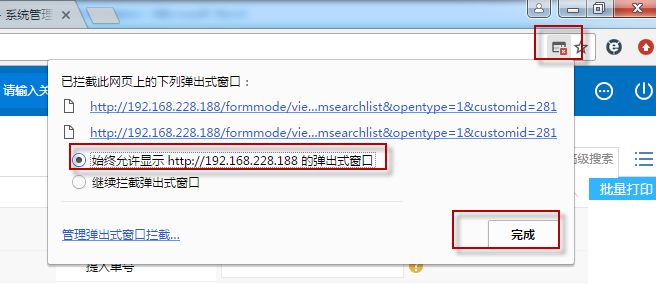 系统管理
已拦截此网页上的下列弹出式窗口：
请输入关
http://192.168.228.188/formmode/vie...msearchlist&opentype=1&customid=281
http://192.168.228.188/formmode/vie...msearchlist&opentype=1&customid=281
始终允许显示 http://192.168.228.188 的弹出式窗口
高级搜索
继续拦截弹出式窗口
批量打印
管理弹出式窗口拦截...
完成